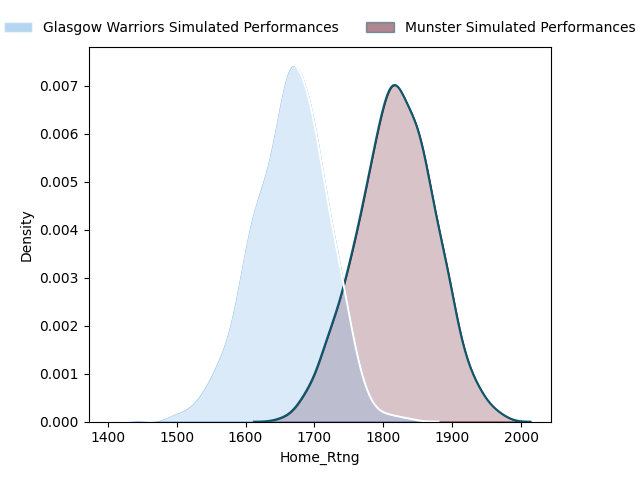 Glasgow Warriors Simulated Performances Munster Simulated Performances
0.007
0.006
0.005
0.004
0.003
0.002
0.001
0.000
Density
1400 1500 1600 1700 1800 1900 2000
Home_Rtng